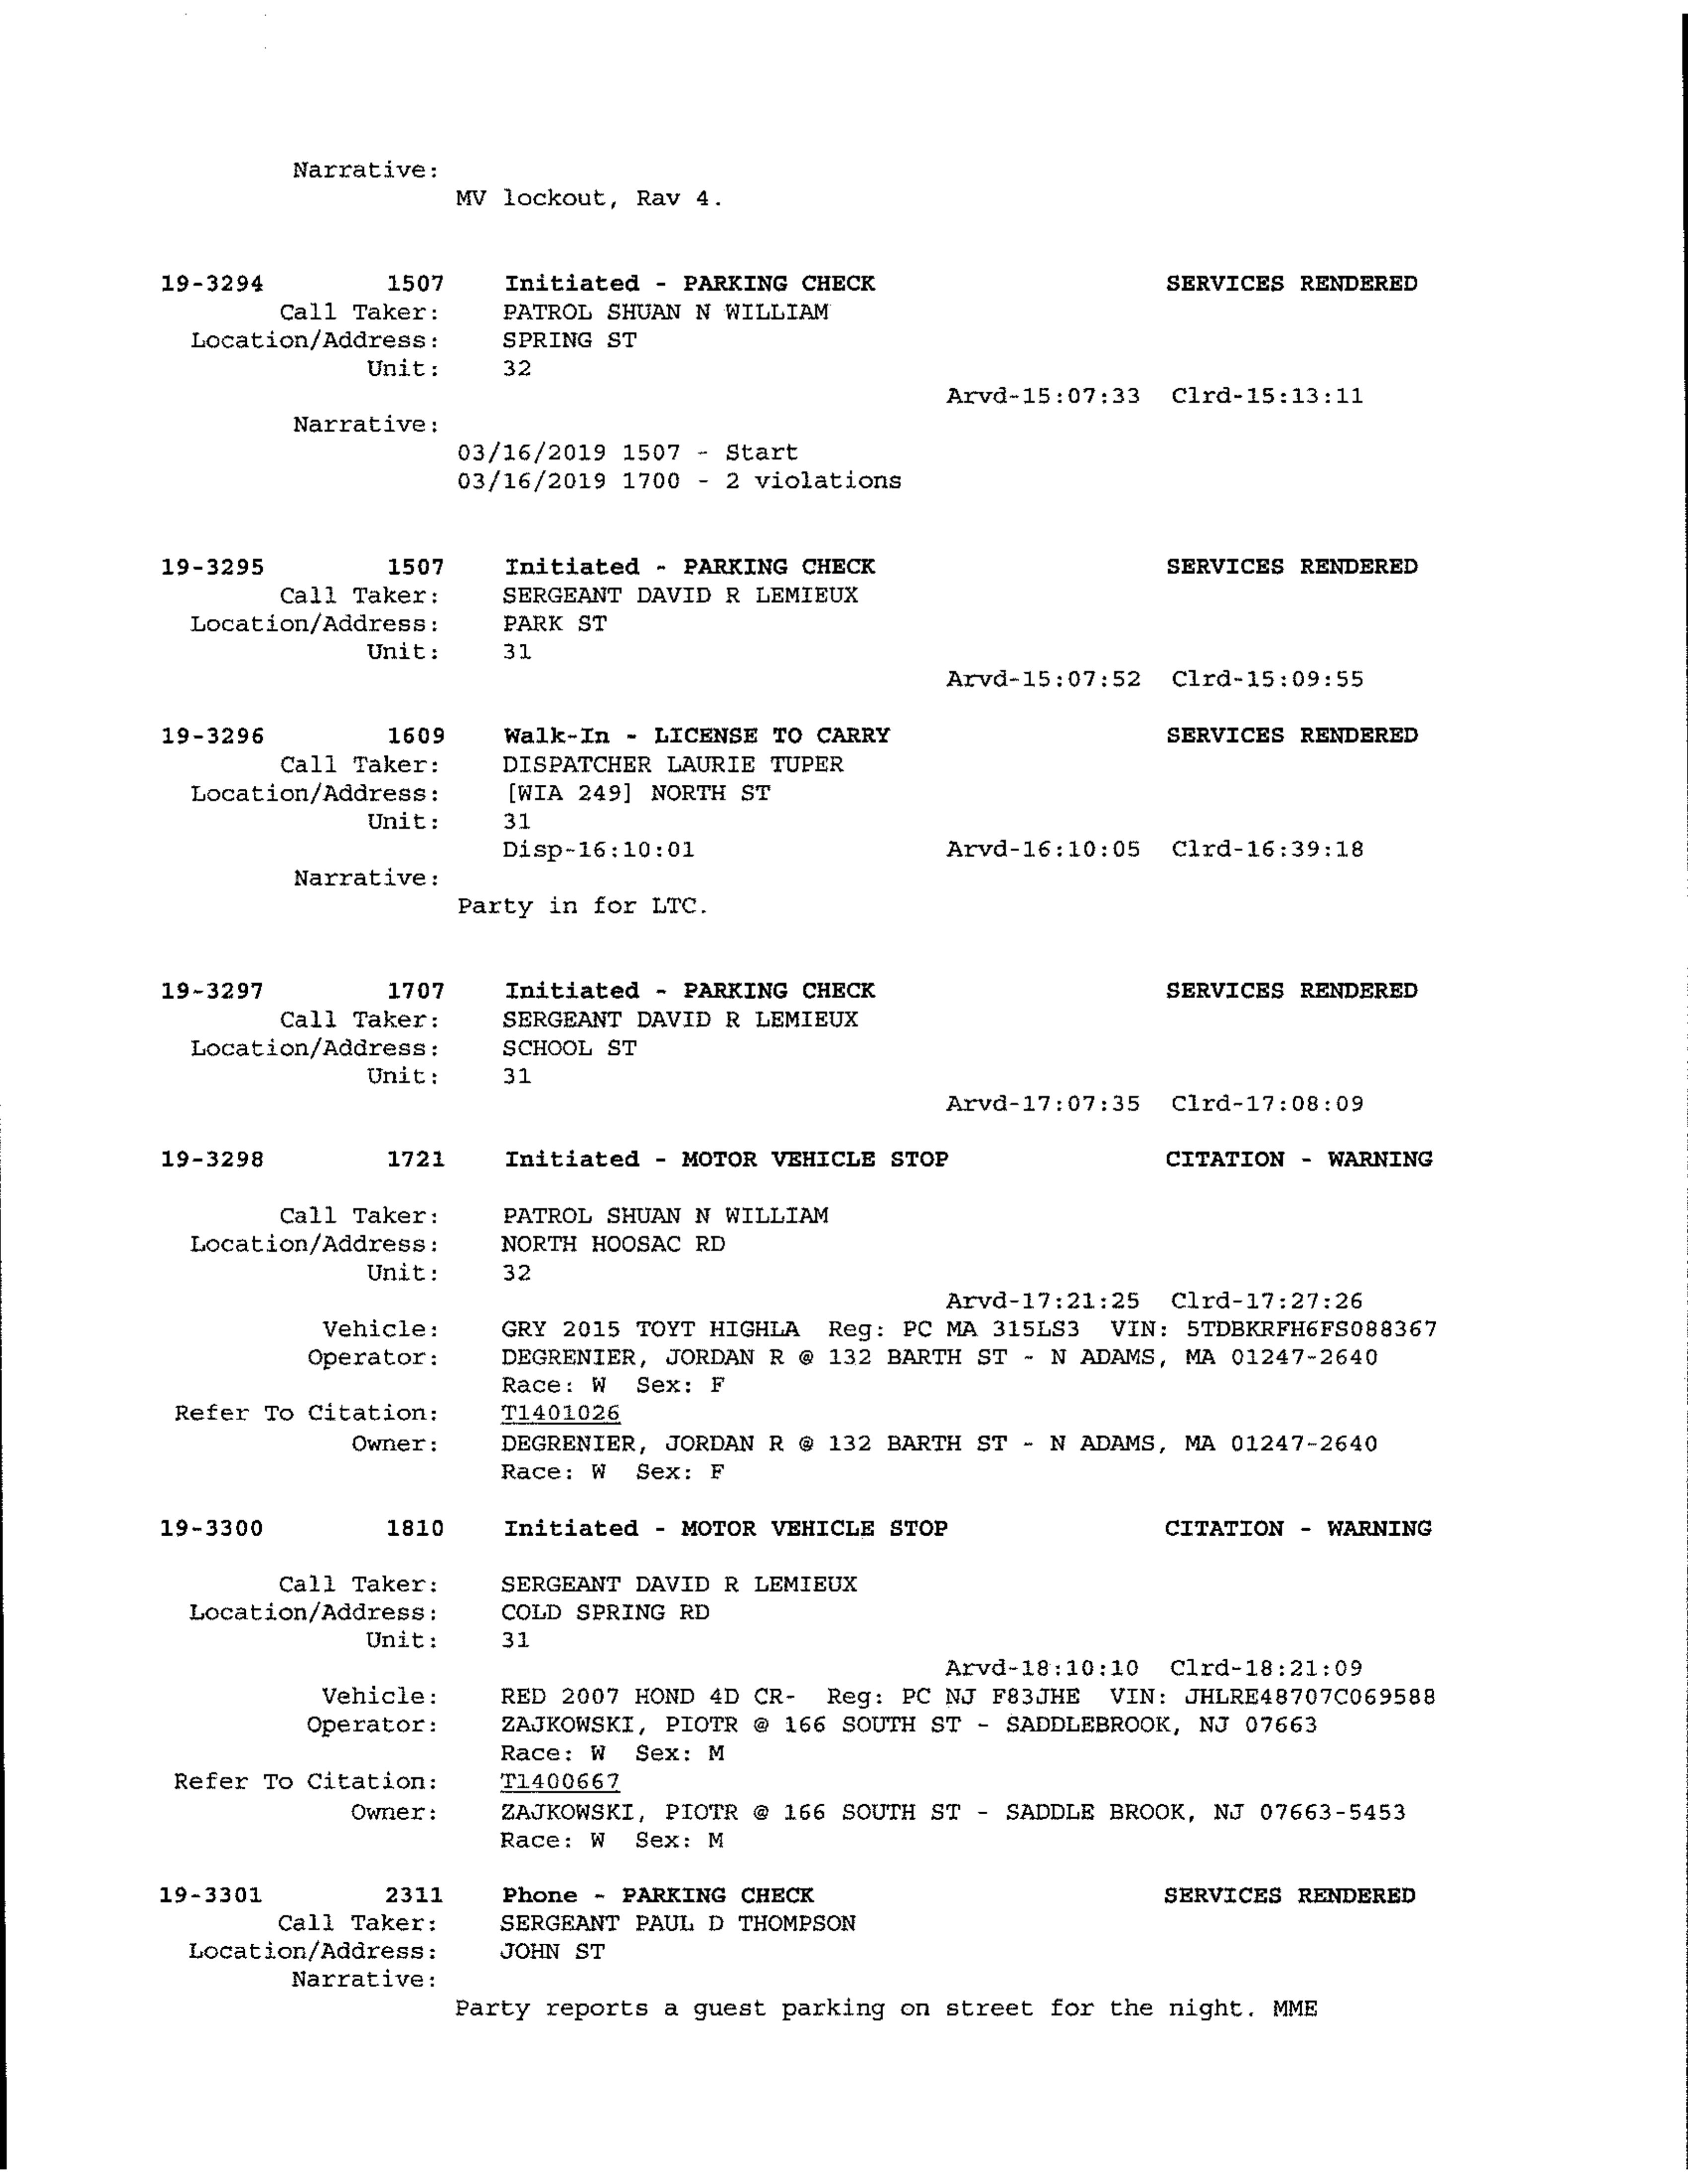 Narrative:
MV lockout, Rav 4.
19-3294 1507 Initiated - PARKING CHECK SERVICES RENDERED
Call Taker: PATROL SHUAN N WILLIAM
Location/Address: SPRING ST
Unit: 32
Arvd-15:07:33 Clrd-15:13:11
Narrative:
03/16/2019 1507 - Start
03/16/2019 1700 - 2 violations
19-3295 1507 Initiated - PARKING CHECK SERVICES RENDERED
Call Taker: SERGEANT DAVID R LEMIEUX
Location/Address: PARK ST
Unit: 31
Arvd-15:07:52 Clrd-15:09:55
19-3296 1609 Walk-In - LICENSE TO CARRY SERVICES RENDERED
Call Taker: DISPATCHER LAURIE TUPER
Location/Address: [WIA 249] NORTH ST
Unit: 31
Disp-16:10:01 Arvd-16:10:05 Clrd-16:39:18
Narrative:
Party in for LTC.
19-3297 1707 Initiated - PARKING CHECK SERVICES RENDERED
Call Taker: SERGEANT DAVID R LEMIEUX
Location/Address: SCHOOL ST
Unit: 31
Arvd-17:07:35 Clrd-17:08:09
19-3298 1721 Initiated - MOTOR VEHICLE STOP CITATION - WARNING
Call Taker: PATROL SHUAN N WILLIAM
Location/Address: NORTH HOOSAC RD
Unit: 32
Arvd-17:21:25 Clrd-17:27:26
Vehicle: GRY 2015 TOYT HIGHLA Reg: PC MA 315LS3 VIN: 5TDBKRFH6FS088367
Operator: DEGRENIER, JORDAN R @ 132 BARTH ST - N ADAMS, MA 01247-2640
Race: W Sex: F
Refer To Citation: T1401026
Owner: DEGRENIER, JORDAN R @ 132 BARTH ST - N ADAMS, MA 01247-2640
Race: W Sex: F
19-3300 1810 Initiated - MOTOR VEHICLE STOP CITATION - WARNING
Call Taker: SERGEANT DAVID R LEMIEUX
Location/Address: COLD SPRING RD
Unit: 31
Arvd-18:10:10 Clrd-18:21:09
Vehicle: RED 2007 HOND 4D CR- Reg: PC NJ F83JHE VIN: JHLRE48707C069588
Operator: ZAJKOWSKI, PIOTR @ 166 SOUTH ST - SADDLEBROOK, NJ 07663
Race: W Sex: M
Refer To Citation: T1400667
Owner: ZAJKOWSKI, PIOTR @ 166 SOUTH ST - SADDLE BROOK, NJ 07663-5453
Race: W Sex: M
19-3301 2311 Phone - PARKING CHECK SERVICES RENDERED
Call Taker: SERGEANT PAUL D THOMPSON
Location/Address: JOHN ST
Narrative:
Party reports a guest parking on street for the night. MME